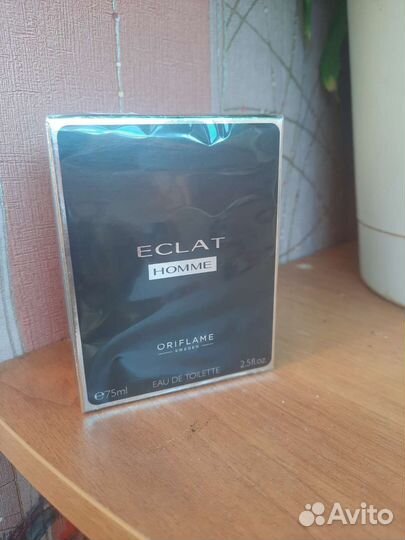 ECLAT
HOMME
ORIFLAME
SWEDEN
EAU DE TOILETTE
℮75ml
2.5fl.oz.
Avito